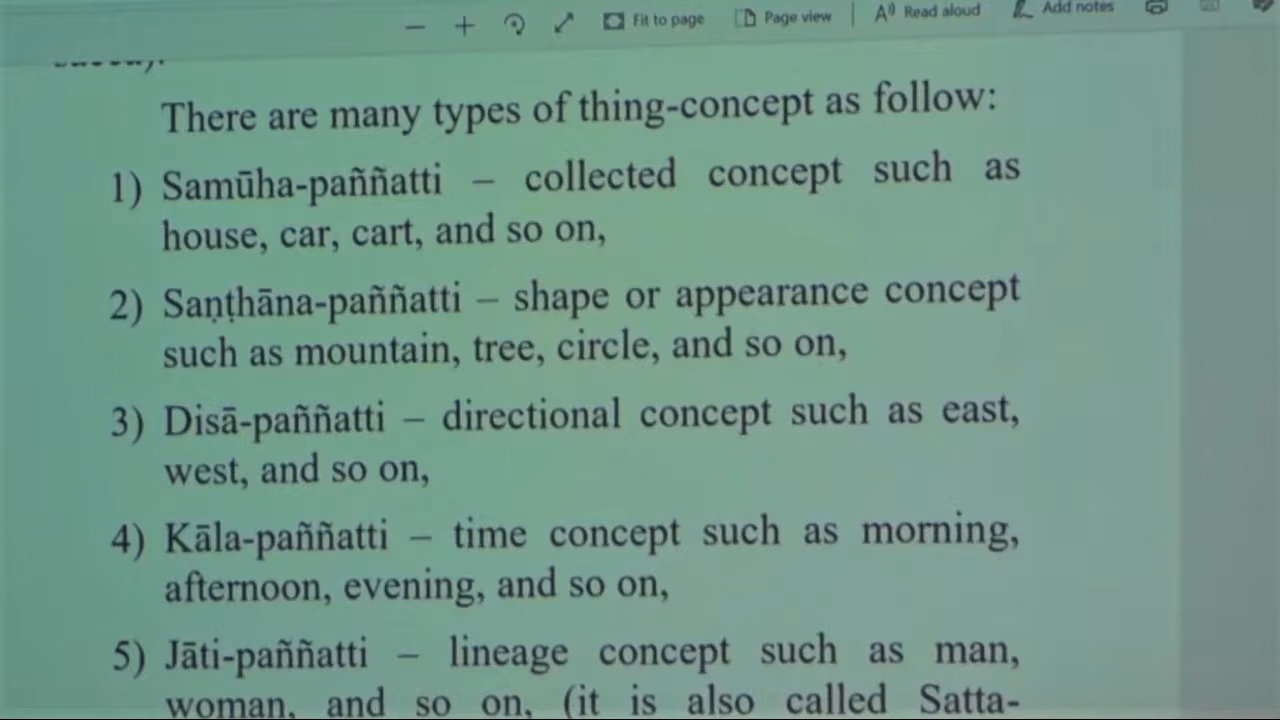 Fit to page Page view Read aloud Add notes
There are many types of thing-concept as follow:
1) Samūha-paññatti – collected concept such as
house, car, cart, and so on,
2) Saṇṭhāna-paññatti – shape or appearance concept
such as mountain, tree, circle, and so on,
3) Disā-paññatti – directional concept such as east,
west, and so on,
4) Kāla-paññatti – time concept such as morning,
afternoon, evening, and so on,
5) Jāti-paññatti – lineage concept such as man,
woman, and so on, (it is also called Satta-